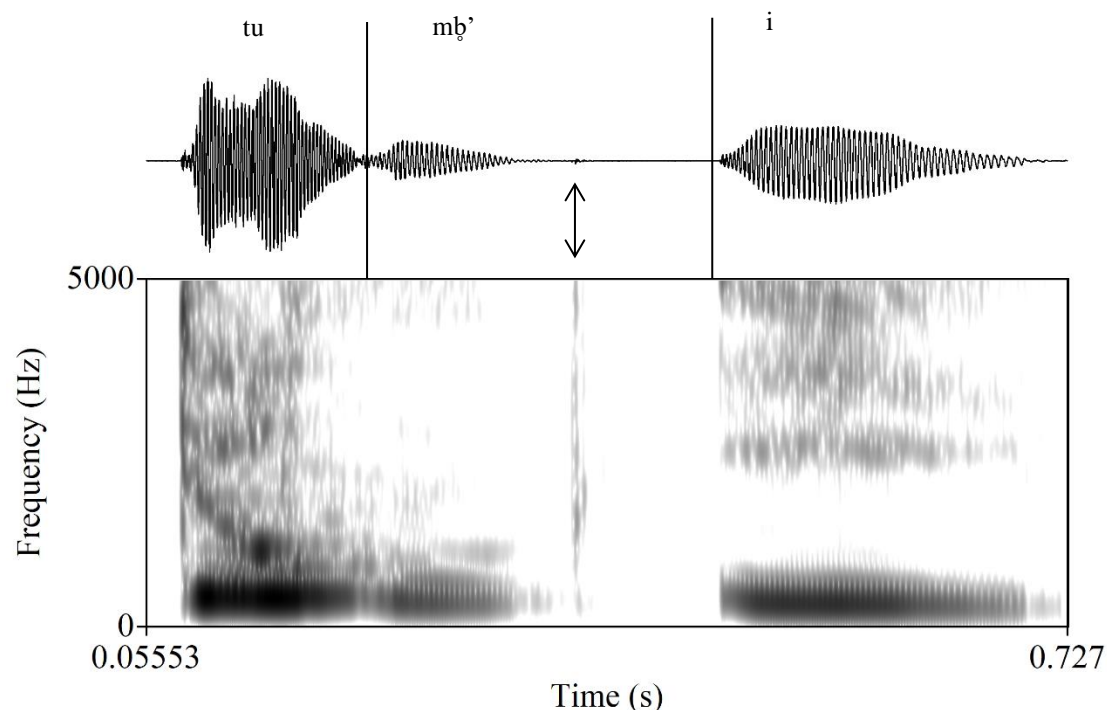 tu mb̥’ i
5000
Frequency (Hz)
0
0.05553 0.727
Time (s)